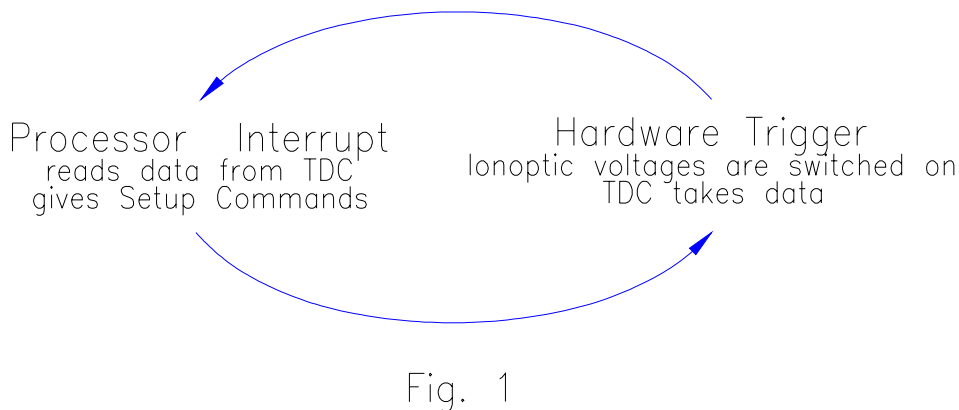 Processor Interrupt
reads data from TDC
gives Setup Commands
Hardware Trigger
Ionoptic voltages are switched on
TDC takes data
Fig. 1